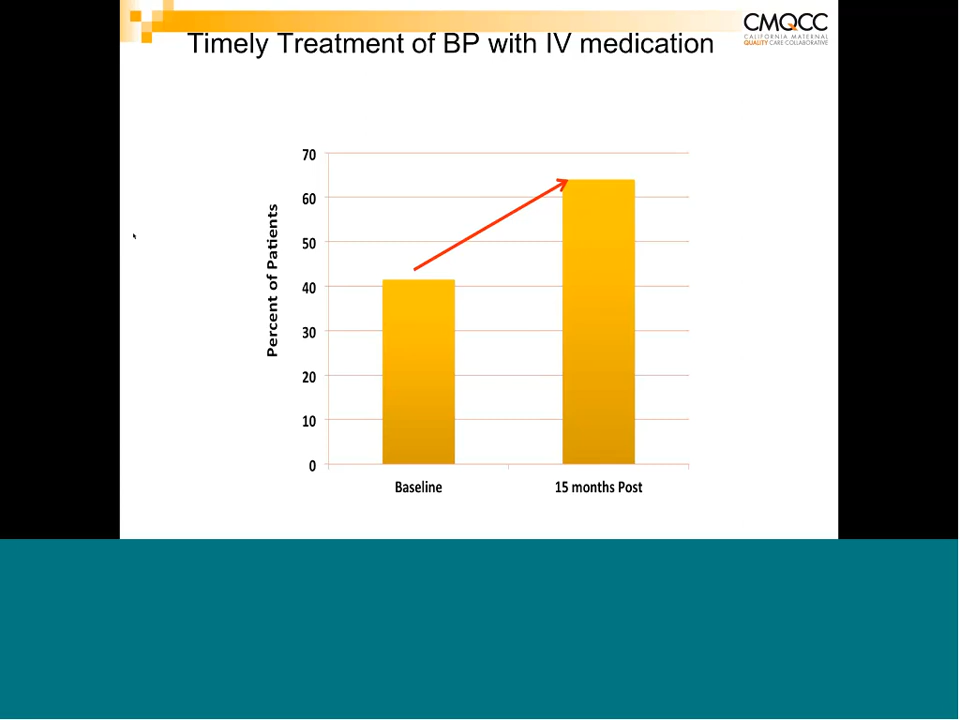 CMQCC
CALIFORNIA MATERNAL
QUALITY CARE COLLABORATIVE
Timely Treatment of BP with IV medication
70
60
50
40
30
20
10
0
Percent of Patients
Baseline
15 months Post